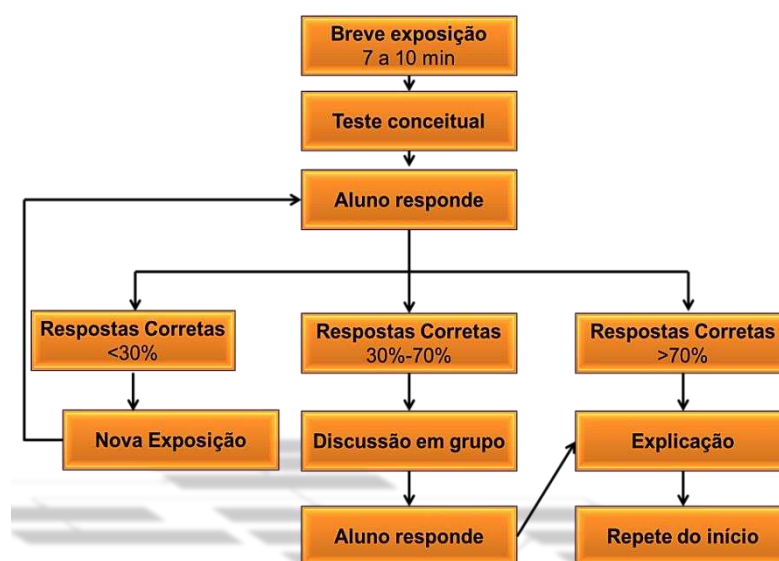 Breve exposição
7 a 10 min
Teste conceitual
Aluno responde
Respostas Corretas
<30%
Respostas Corretas
30%-70%
Respostas Corretas
>70%
Nova Exposição
Discussão em grupo
Explicação
Aluno responde
Repete do início